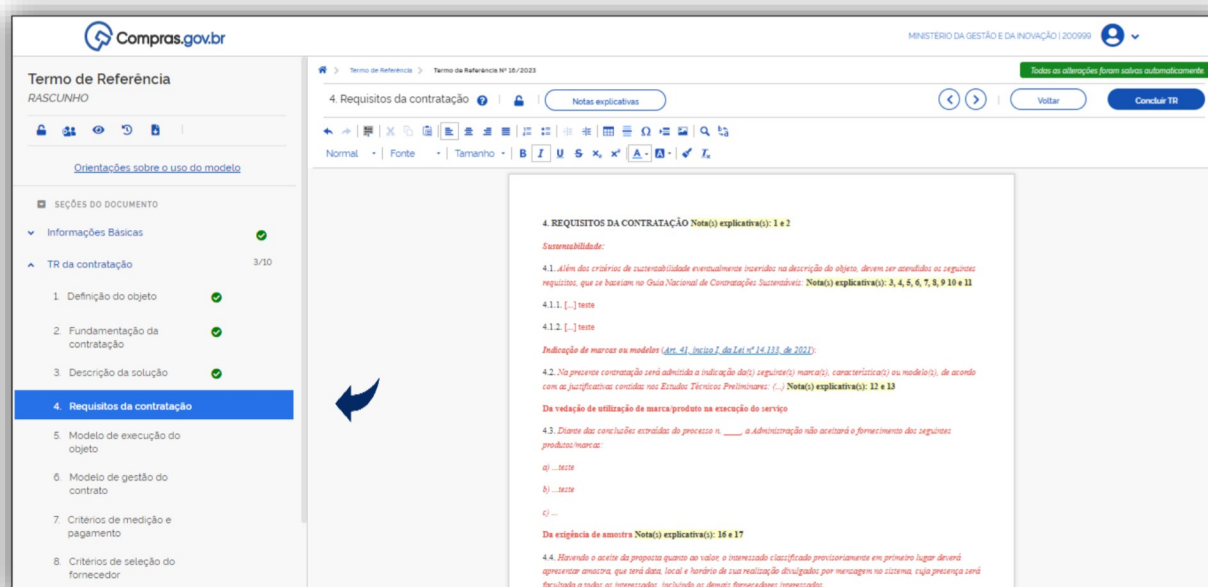 Compras.gov.br
MINISTÉRIO DA GESTÃO E DA INOVAÇÃO | 200999
Termo de Referência
RASCUNHO
Orientações sobre o uso do modelo
SEÇÕES DO DOCUMENTO
Informações Básicas
TR da contratação 3/10
1. Definição do objeto
2. Fundamentação da
contratação
3. Descrição da solução
4. Requisitos da contratação
5. Modelo de execução do
objeto
6. Modelo de gestão do
contrato
7. Critérios de medição e
pagamento
8. Critérios de seleção do
fornecedor
> Termo de Referência > Termo de Referência Nº 16/2023
Todas as alterações foram salvas automaticamente.
4. Requisitos da contratação
Notas explicativas
Voltar
Concluir TR
Normal Fonte Tamanho B I U S x₂ x² A A Tx
4. REQUISITOS DA CONTRATAÇÃO Nota(s) explicativa(s): 1 e 2
Sustentabilidade:
4.1. Além dos critérios de sustentabilidade eventualmente inseridos na descrição do objeto, devem ser atendidos os seguintes
requisitos, que se baseiam no Guia Nacional de Contratações Sustentáveis: Nota(s) explicativa(s): 3, 4, 5, 6, 7, 8, 9 10 e 11
4.1.1. [...] teste
4.1.2. [...] teste
Indicação de marcas ou modelos (Art. 41, inciso I, da Lei nº 14.133, de 2021):
4.2. Na presente contratação será admitida a indicação da(s) seguinte(s) marca(s), característica(s) ou modelo(s), de acordo
com as justificativas contidas nos Estudos Técnicos Preliminares: (...) Nota(s) explicativa(s): 12 e 13
Da vedação de utilização de marca/produto na execução do serviço
4.3. Diante das conclusões extraídas do processo n. ____, a Administração não aceitará o fornecimento dos seguintes
produtos/marcas:
a) ...teste
b) ...teste
c) ...
Da exigência de amostra Nota(s) explicativa(s): 16 e 17
4.4. Havendo o aceite da proposta quanto ao valor, o interessado classificado provisoriamente em primeiro lugar deverá
apresentar amostra, que terá data, local e horário de sua realização divulgados por mensagem no sistema, cuja presença será
facultada a todos os interessados, incluindo os demais fornecedores interessados.